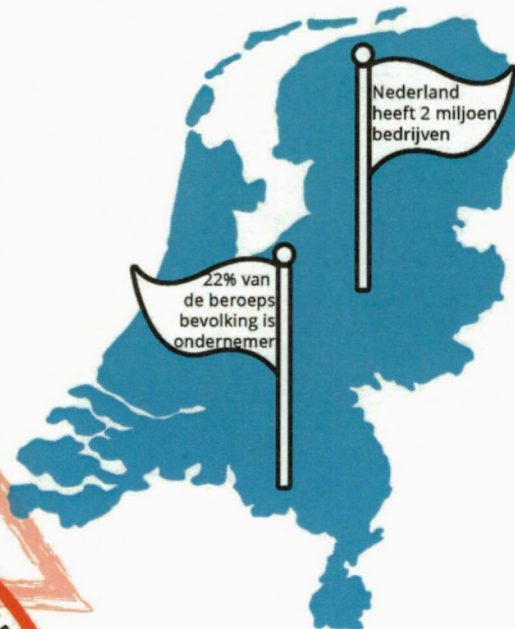 Nederland
heeft 2 miljoen
bedrijven
22% van
de beroeps
bevolking is
ondernemer